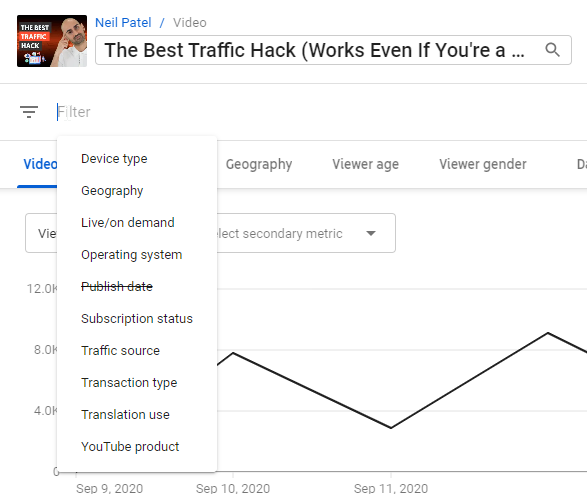 THE BEST
TRAFFIC
HACK
Neil Patel / Video
The Best Traffic Hack (Works Even If You're a ...
Filter
Video
Geography
Viewer age
Viewer gender
Da
Device type
Geography
Live/on demand
Operating system
Publish date
Subscription status
Traffic source
Transaction type
Translation use
YouTube product
Vie
elect secondary metric
12.0K
8.0K
4.0K
0
Sep 9, 2020
Sep 10, 2020
Sep 11, 2020